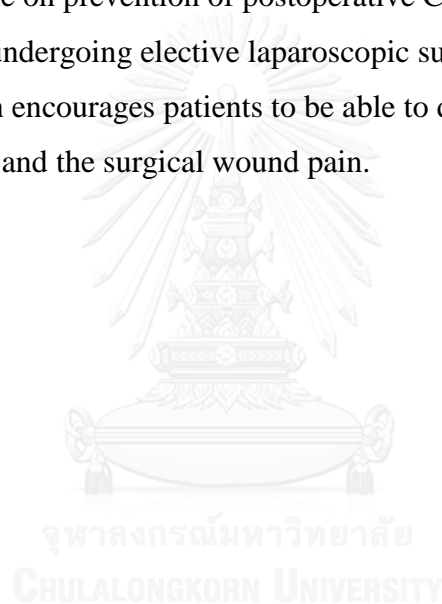 on prevention of postoperative C
undergoing elective laparoscopic su
encourages patients to be able to
and the surgical wound pain.
จุฬาลงกรณ์มหาวิทยาลัย
CHULALONGKORN UNIVERSITY